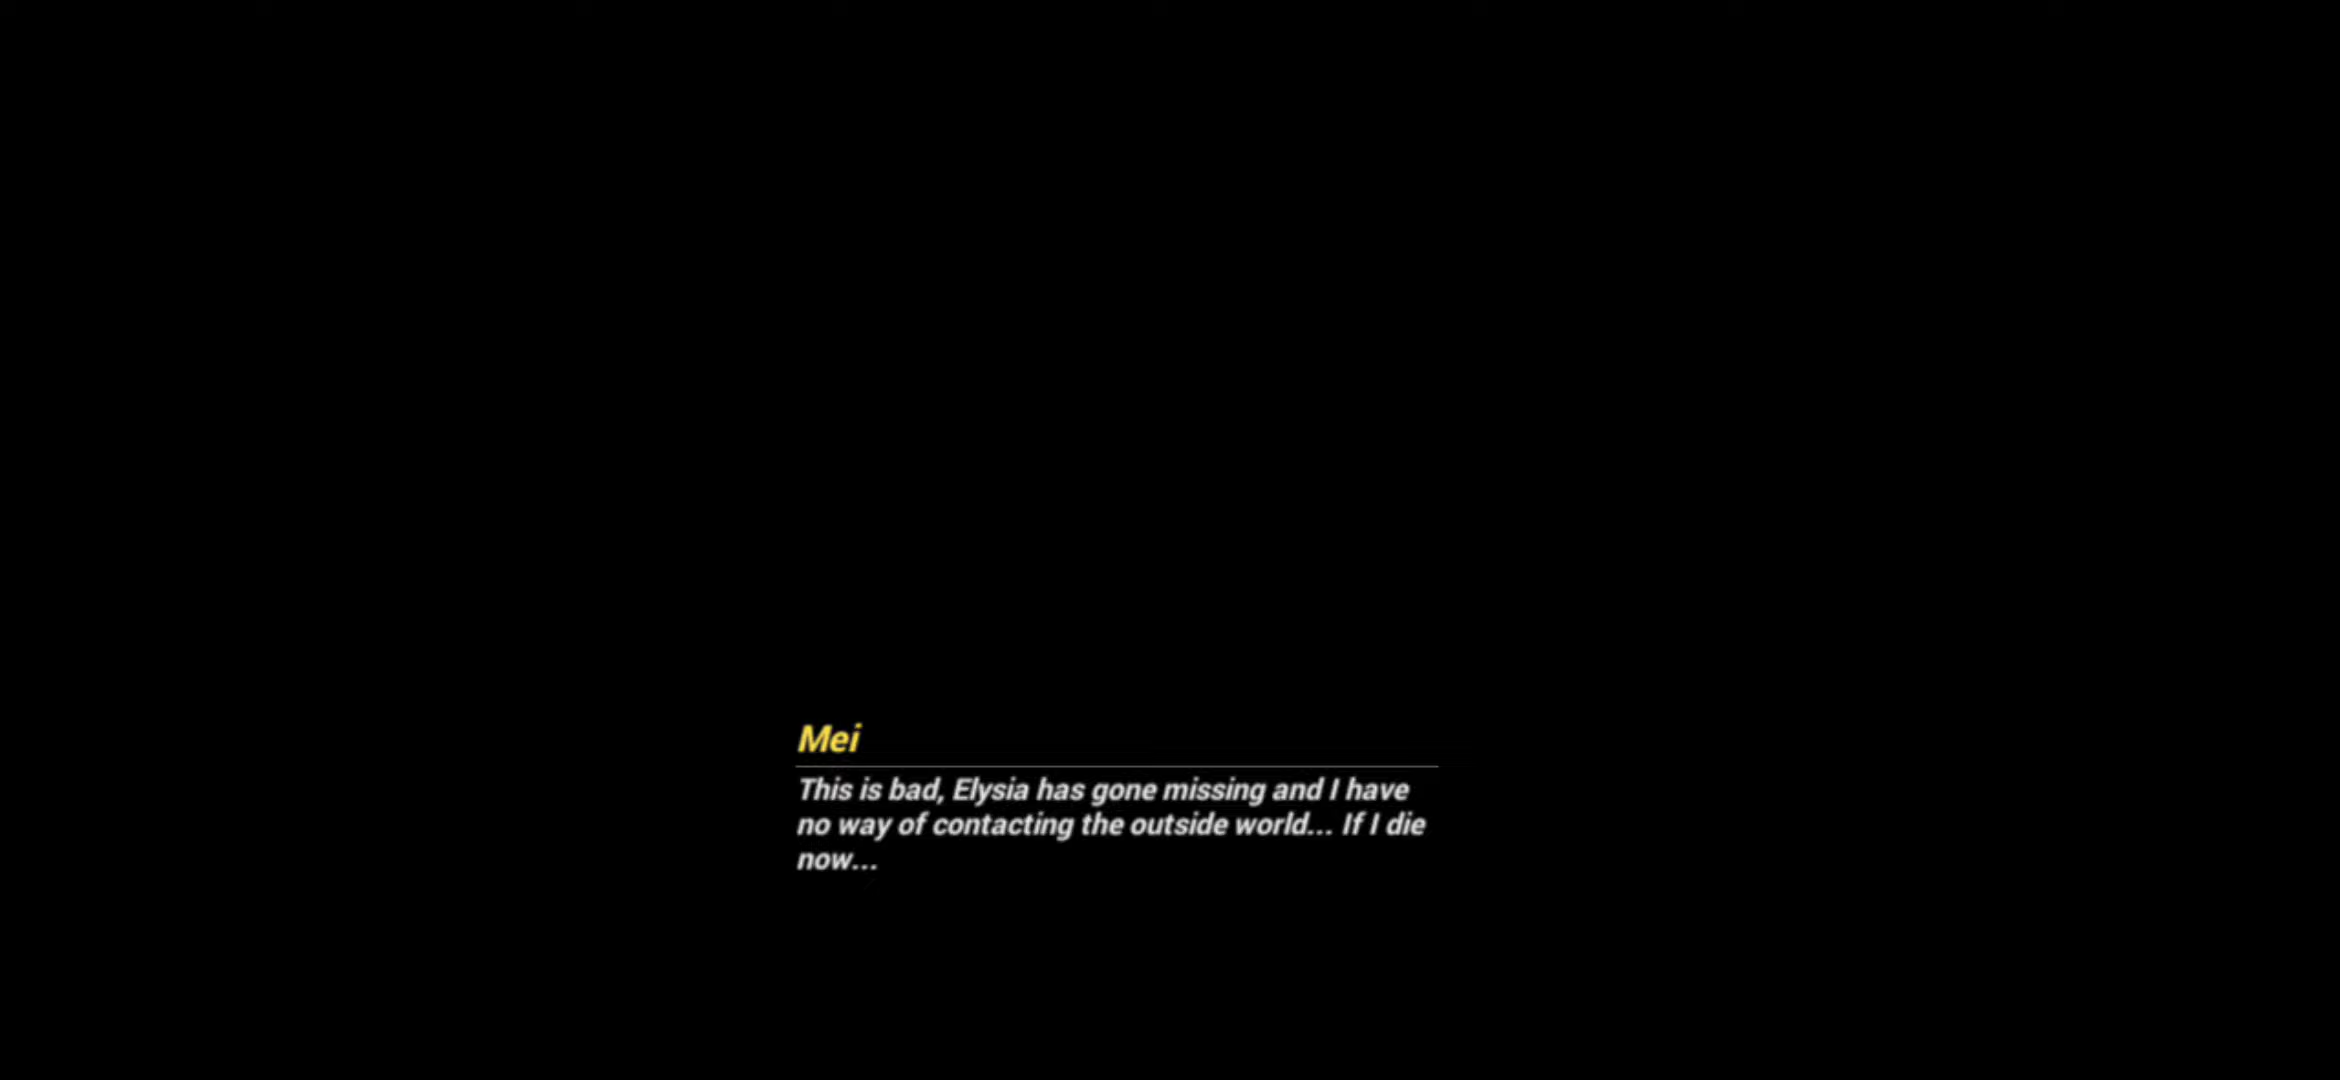 Mei
This is bad, Elysia has gone missing and I have
no way of contacting the outside world... If I die
now...